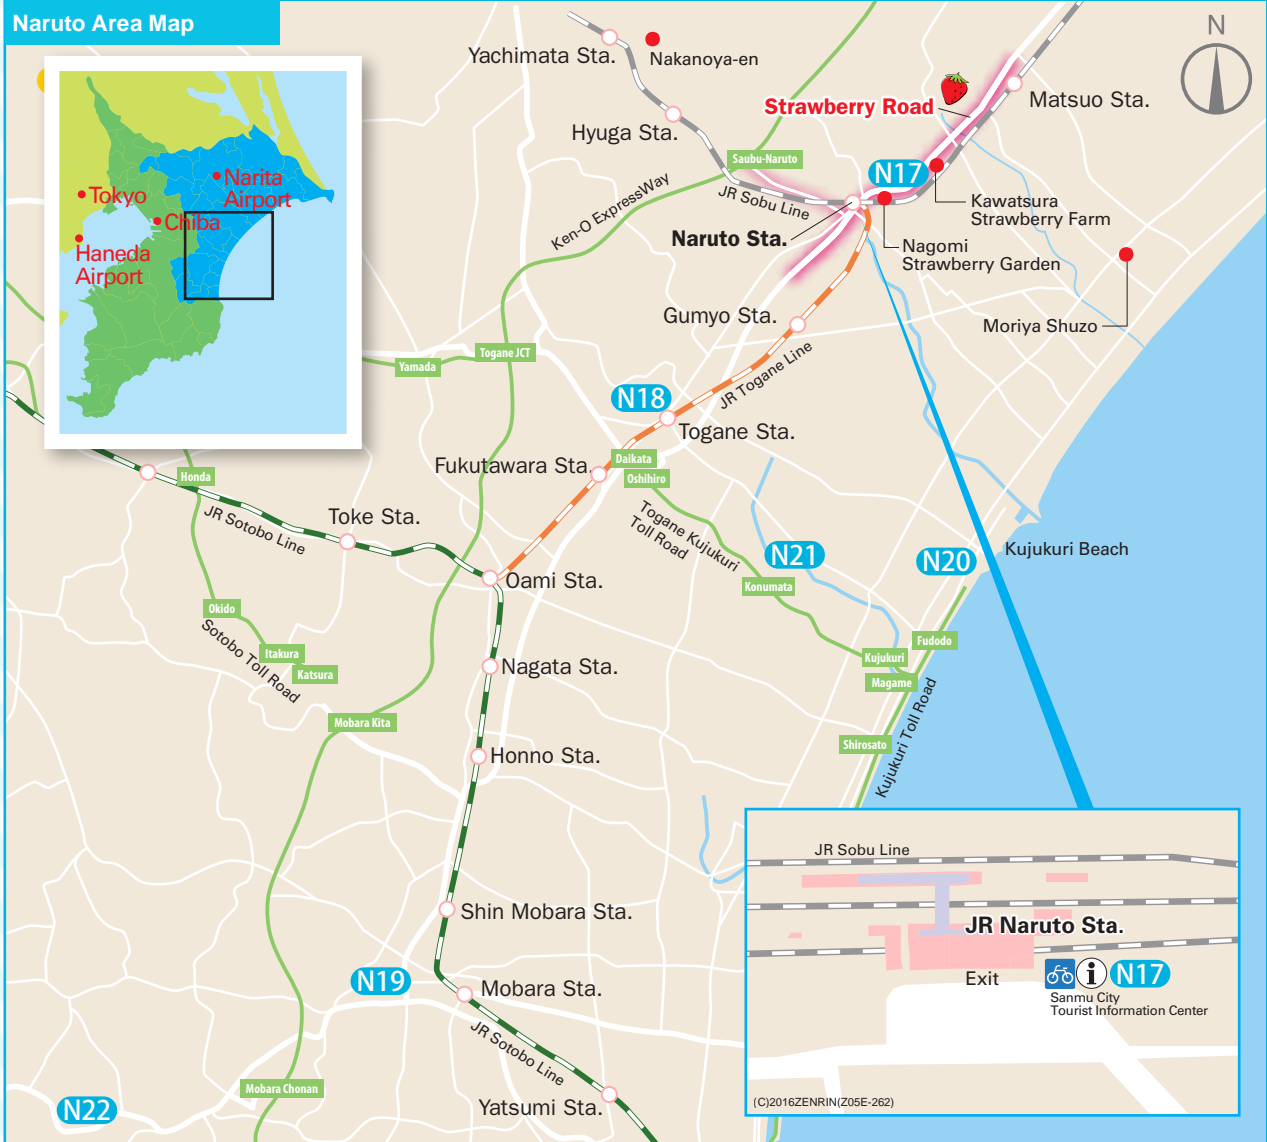 Naruto Area Map
N
Yachimata Sta.
Nakanoya-en
Matsuo Sta.
Strawberry Road
Hyuga Sta.
Saubu-Naruto
N17
Tokyo
Narita
Airport
Chiba
Haneda
Airport
Ken-O ExpressWay
JR Sobu Line
Kawatsura
Strawberry Farm
Naruto Sta.
Nagomi
Strawberry Garden
Gumyo Sta.
Moriya Shuzo
Togane JCT
Yamada
JR Togane Line
N18
Togane Sta.
Fukutawara Sta.
Daikata
Oshihiro
Honda
JR Sotobo Line
Toke Sta.
Togane Kujukuri
Toll Road
N21
N20
Kujukuri Beach
Oami Sta.
Konumata
Okido
Sotobo Toll Road
Itakura
Katsura
Fudodo
Kujukuri
Magame
Nagata Sta.
Mobara Kita
Shirosato
Kujukuri Toll Road
Honno Sta.
JR Sobu Line
Shin Mobara Sta.
JR Naruto Sta.
N19
Mobara Sta.
Exit
N17
Sanmu City
Tourist Information Center
JR Sotobo Line
Mobara Chonan
N22
Yatsumi Sta.
(C)2016ZENRIN(Z05E-262)